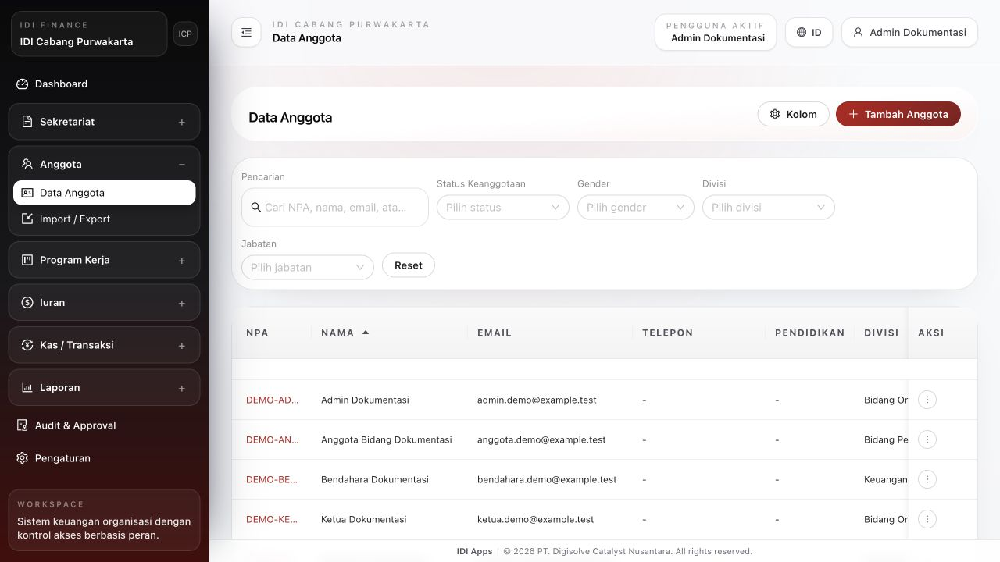 IDI FINANCE
IDI Cabang Purwakarta
ICP
Dashboard
Sekretariat +
Anggota −
Data Anggota
Import / Export
Program Kerja +
Iuran +
Kas / Transaksi +
Laporan +
Audit & Approval
Pengaturan
WORKSPACE
Sistem keuangan organisasi dengan
kontrol akses berbasis peran.
IDI CABANG PURWAKARTA
Data Anggota
PENGGUNA AKTIF
Admin Dokumentasi
ID
Admin Dokumentasi
Data Anggota
Kolom
+ Tambah Anggota
Pencarian
Cari NPA, nama, email, ata...
Status Keanggotaan
Pilih status
Gender
Pilih gender
Divisi
Pilih divisi
Jabatan
Pilih jabatan
Reset
NPA NAMA EMAIL TELEPON PENDIDIKAN DIVISI AKSI
DEMO-AD... Admin Dokumentasi admin.demo@example.test - - Bidang Or
DEMO-AN... Anggota Bidang Dokumentasi anggota.demo@example.test - - Bidang Pe
DEMO-BE... Bendahara Dokumentasi bendahara.demo@example.test - - Keuangan
DEMO-KE... Ketua Dokumentasi ketua.demo@example.test - - Bidang Or
IDI Apps | © 2026 PT. Digisolve Catalyst Nusantara. All rights reserved.